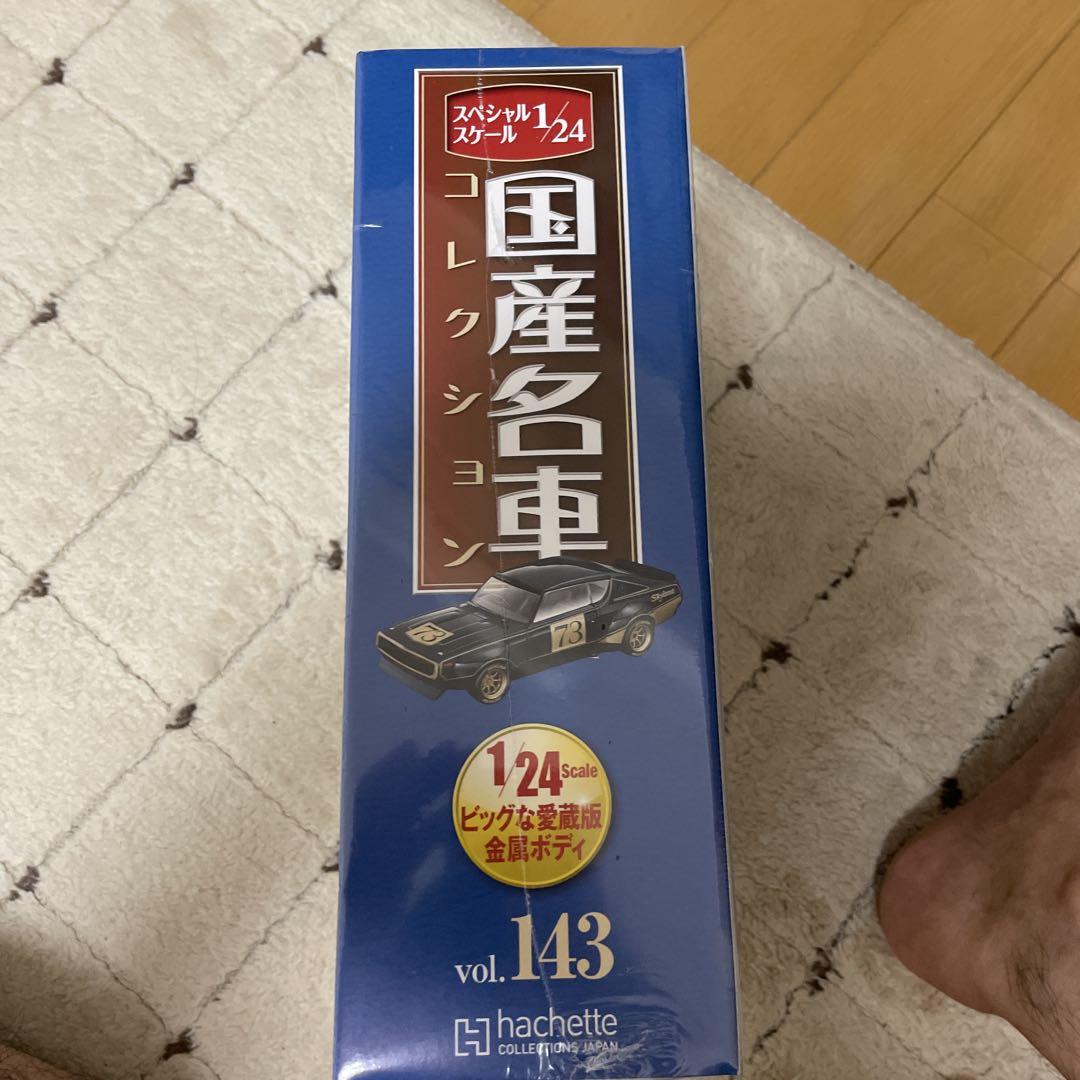 スペシャル
スケール 1/24
国産名車
コレクション
73
73
Skyline
1/24 Scale
ビッグな愛蔵版
金属ボディ
vol.143
hachette
COLLECTIONS JAPAN